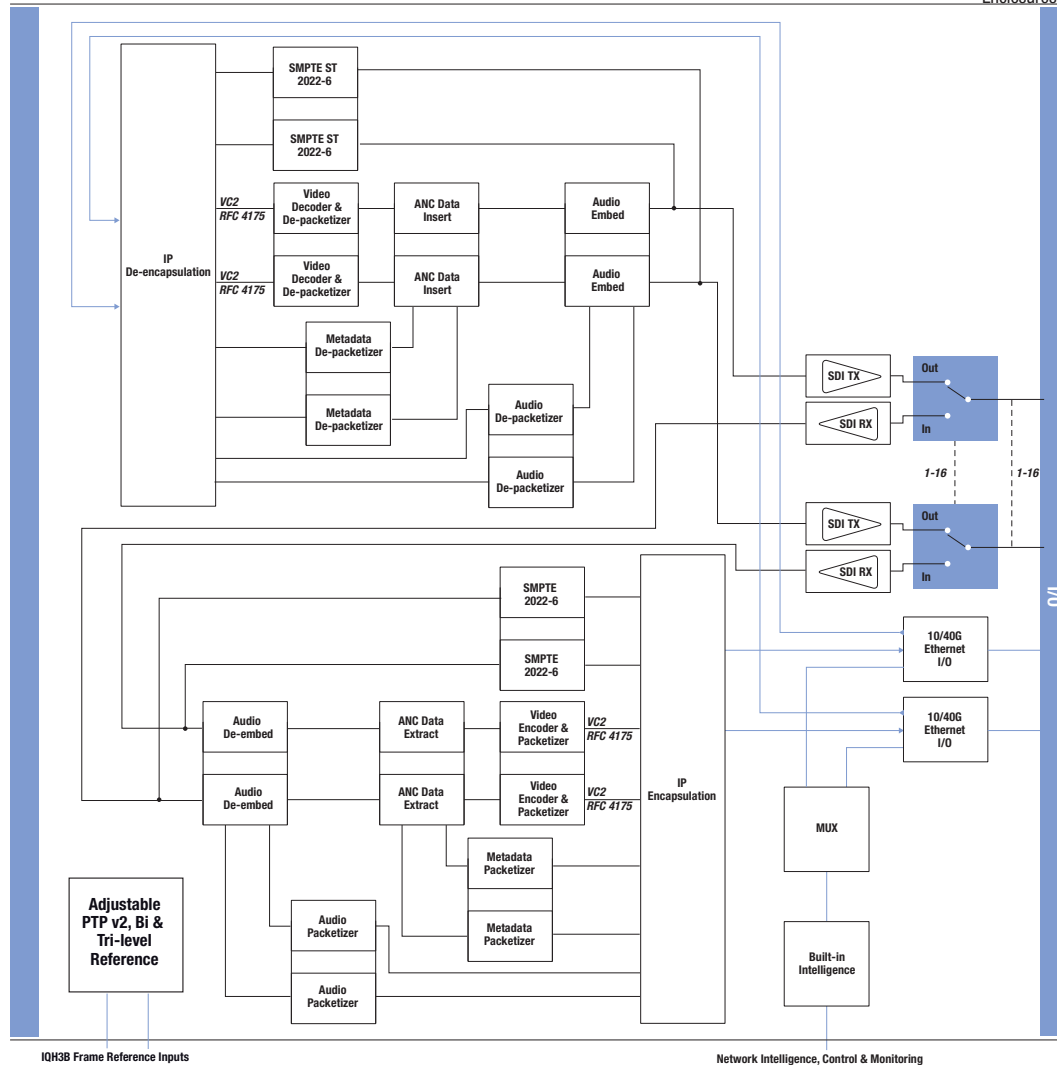 Enclosures
SMPTE ST
2022-6
SMPTE ST
2022-6
VC2
RFC 4175
Video
Decoder &
De-packetizer
ANC Data
Insert
Audio
Embed
IP
De-encapsulation
VC2
RFC 4175
Video
Decoder &
De-packetizer
ANC Data
Insert
Audio
Embed
Metadata
De-packetizer
Metadata
De-packetizer
Audio
De-packetizer
Audio
De-packetizer
SDI TX
Out
SDI RX
In
1-16
1-16
SDI TX
Out
SDI RX
In
I/O
SMPTE
2022-6
SMPTE
2022-6
10/40G
Ethernet
I/O
10/40G
Ethernet
I/O
Audio
De-embed
ANC Data
Extract
Video
Encoder &
Packetizer
VC2
RFC 4175
Audio
De-embed
ANC Data
Extract
Video
Encoder &
Packetizer
VC2
RFC 4175
IP
Encapsulation
MUX
Metadata
Packetizer
Metadata
Packetizer
Adjustable
PTP v2, Bi &
Tri-level
Reference
Audio
Packetizer
Audio
Packetizer
Built-in
Intelligence
IQH3B Frame Reference Inputs
Network Intelligence, Control & Monitoring